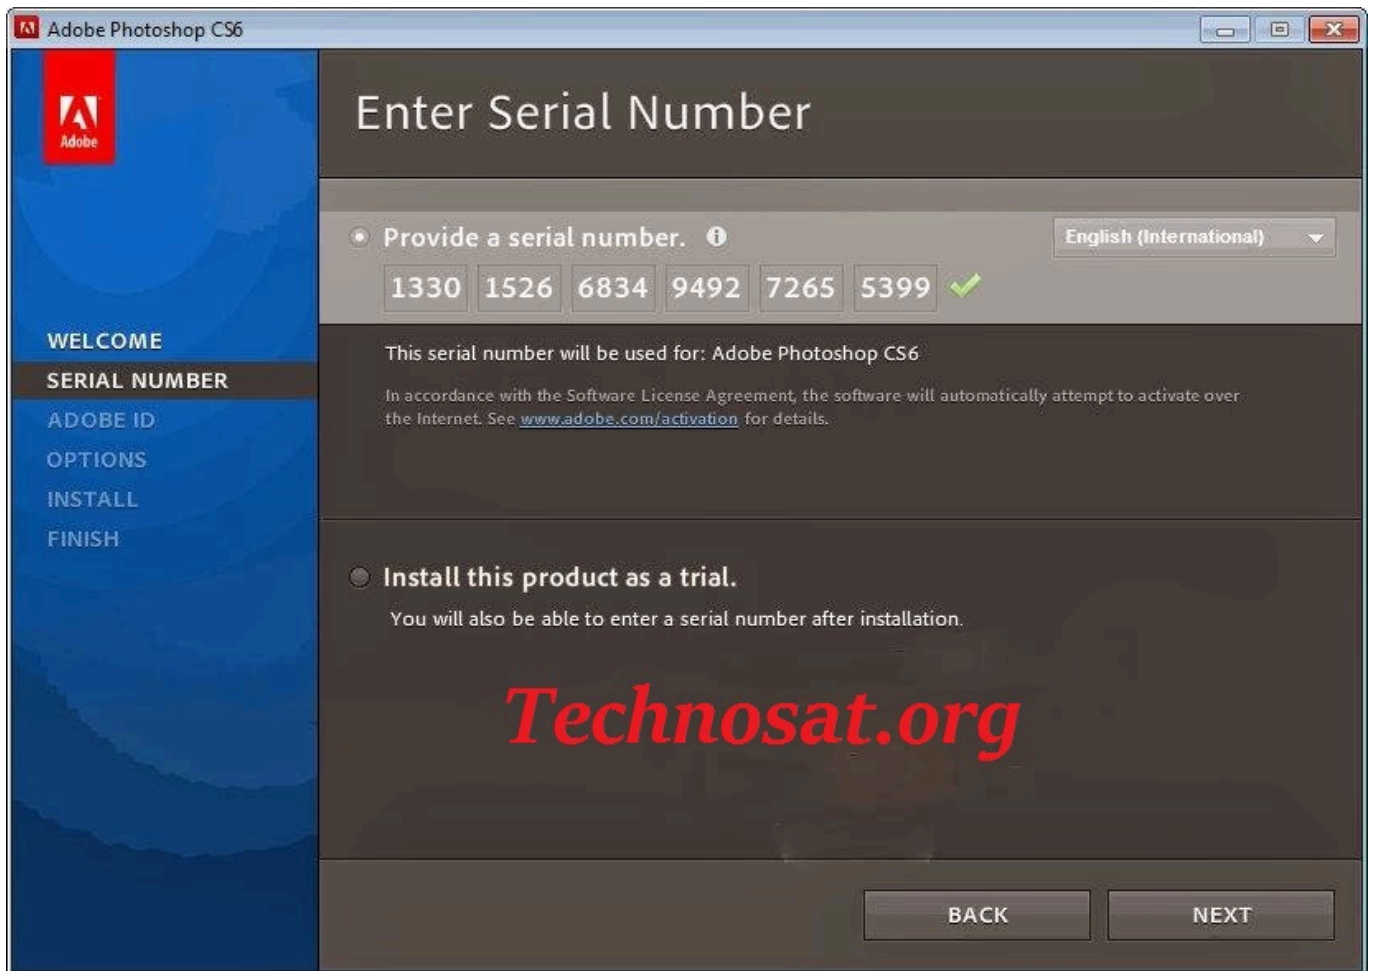 Adobe Photoshop CS6
Adobe
Enter Serial Number
Provide a serial number.
English (International)
1330 1526 6834 9492 7265 5399
This serial number will be used for: Adobe Photoshop CS6
In accordance with the Software License Agreement, the software will automatically attempt to activate over
the Internet. See www.adobe.com/activation for details.
WELCOME
SERIAL NUMBER
ADOBE ID
OPTIONS
INSTALL
FINISH
Install this product as a trial.
You will also be able to enter a serial number after installation.
Technosat.org
BACK
NEXT